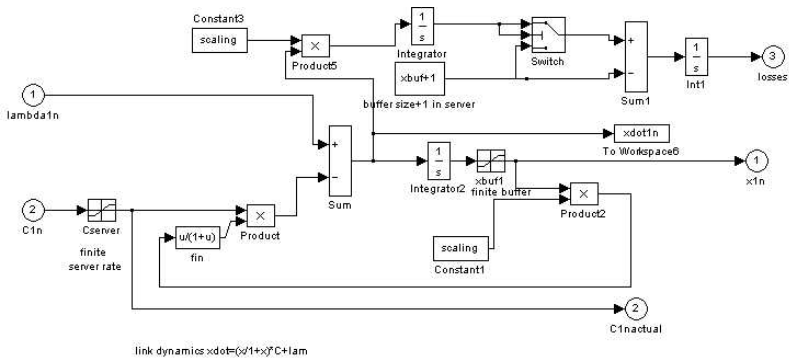 Constant3
scaling
×
Product5
1
s
Integrator
Switch
xbuf+1
buffer size+1 in server
+
−
Sum1
1
s
Int1
3
losses
1
lambda1n
+
−
Sum
xdot1n
To Workspace6
1
s
Integrator2
xbuf1
finite buffer
1
x1n
2
C1n
Cserver
finite
server rate
u/(1+u)
fin
×
Product
scaling
Constant1
×
Product2
2
C1nactual
link dynamics xdot=(x/1+x)*C+lam